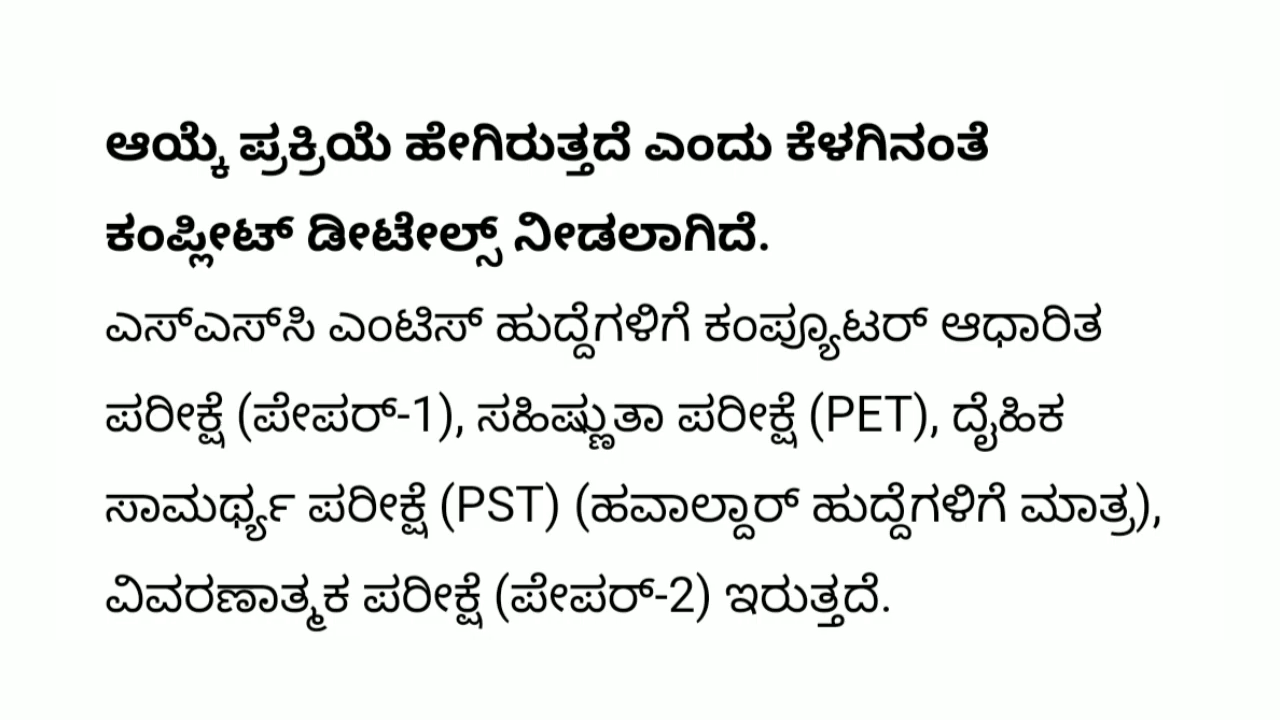 ಆಯ್ಕೆ ಪ್ರಕ್ರಿಯೆ ಹೇಗಿರುತ್ತದೆ ಎಂದು ಕೆಳಗಿನಂತೆ
ಕಂಪ್ಲೀಟ್ ಡೀಟೇಲ್ಸ್ ನೀಡಲಾಗಿದೆ.
ಎಸ್‌ಎಸ್‌ಸಿ ಎಂಟಿಸ್ ಹುದ್ದೆಗಳಿಗೆ ಕಂಪ್ಯೂಟರ್ ಆಧಾರಿತ
ಪರೀಕ್ಷೆ (ಪೇಪರ್-1), ಸಹಿಷ್ಣುತಾ ಪರೀಕ್ಷೆ (PET), ದೈಹಿಕ
ಸಾಮರ್ಥ್ಯ ಪರೀಕ್ಷೆ (PST) (ಹವಾಲ್ದಾರ್ ಹುದ್ದೆಗಳಿಗೆ ಮಾತ್ರ),
ವಿವರಣಾತ್ಮಕ ಪರೀಕ್ಷೆ (ಪೇಪರ್-2) ಇರುತ್ತದೆ.